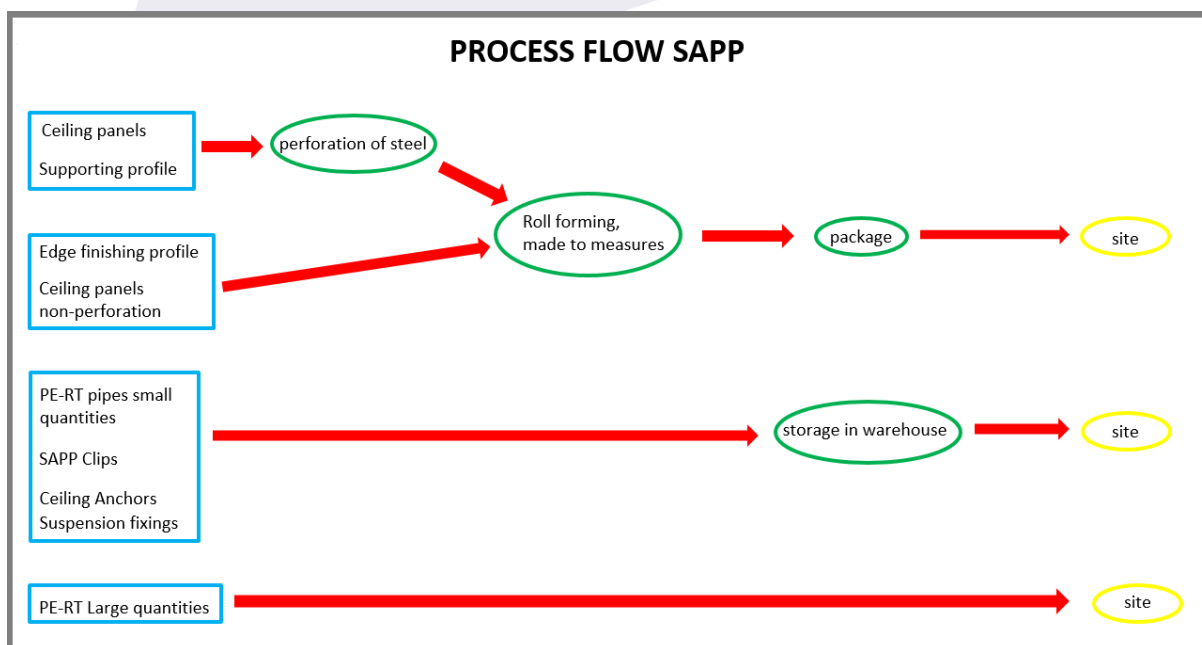 PROCESS FLOW SAPP
Ceiling panels
Supporting profile
perforation of steel
Edge finishing profile
Ceiling panels
non-perforation
Roll forming,
made to measures
package
site
PE-RT pipes small
quantities
SAPP Clips
Ceiling Anchors
Suspension fixings
storage in warehouse
site
PE-RT Large quantities
site